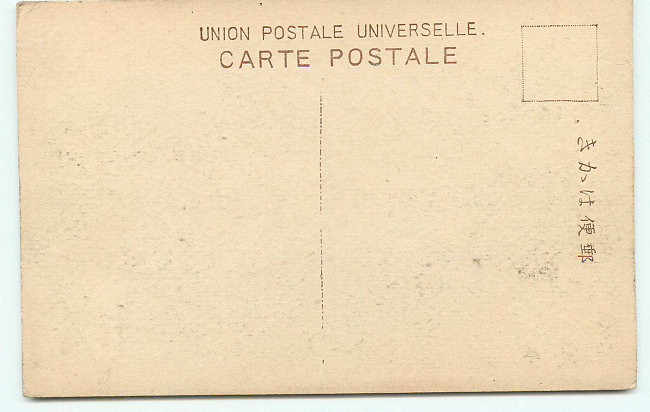 UNION POSTALE UNIVERSELLE.
CARTE POSTALE
郵便はかき